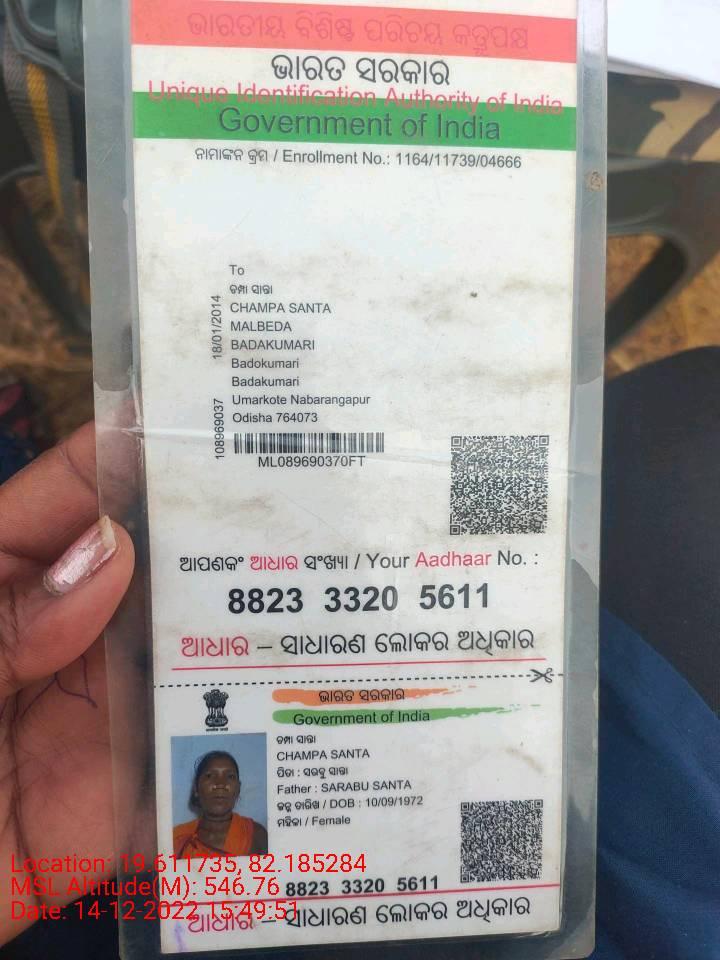 ଭାରତୀୟ ବିଶିଷ୍ଟ ପରିଚୟ କର୍ତ୍ତୃପକ୍ଷ
ଭାରତ ସରକାର
Unique Identification Authority of India
Government of India
ନାମାଙ୍କନ କ୍ରମ / Enrollment No.: 1164/11739/04666
To
ଚମ୍ପା ସାନ୍ତା
CHAMPA SANTA
MALBEDA
BADAKUMARI
Badokumari
Badakumari
Umarkote Nabarangapur
Odisha 764073
18/01/2014
108969037
ML089690370FT
ଆପଣଙ୍କ ଆଧାର ସଂଖ୍ୟା / Your Aadhaar No. :
8823 3320 5611
ଆଧାର – ସାଧାରଣ ଲୋକର ଅଧିକାର
ଭାରତ ସରକାର
Government of India
ଚମ୍ପା ସାନ୍ତା
CHAMPA SANTA
ପିତା : ସରବୁ ସାନ୍ତା
Father : SARABU SANTA
ଜନ୍ମ ତାରିଖ / DOB : 10/09/1972
ମହିଳା / Female
8823 3320 5611
ଆଧାର – ସାଧାରଣ ଲୋକର ଅଧିକାର
Location: 19.611735, 82.185284
MSL Altitude(M): 546.76
Date: 14-12-2022 15:49:51